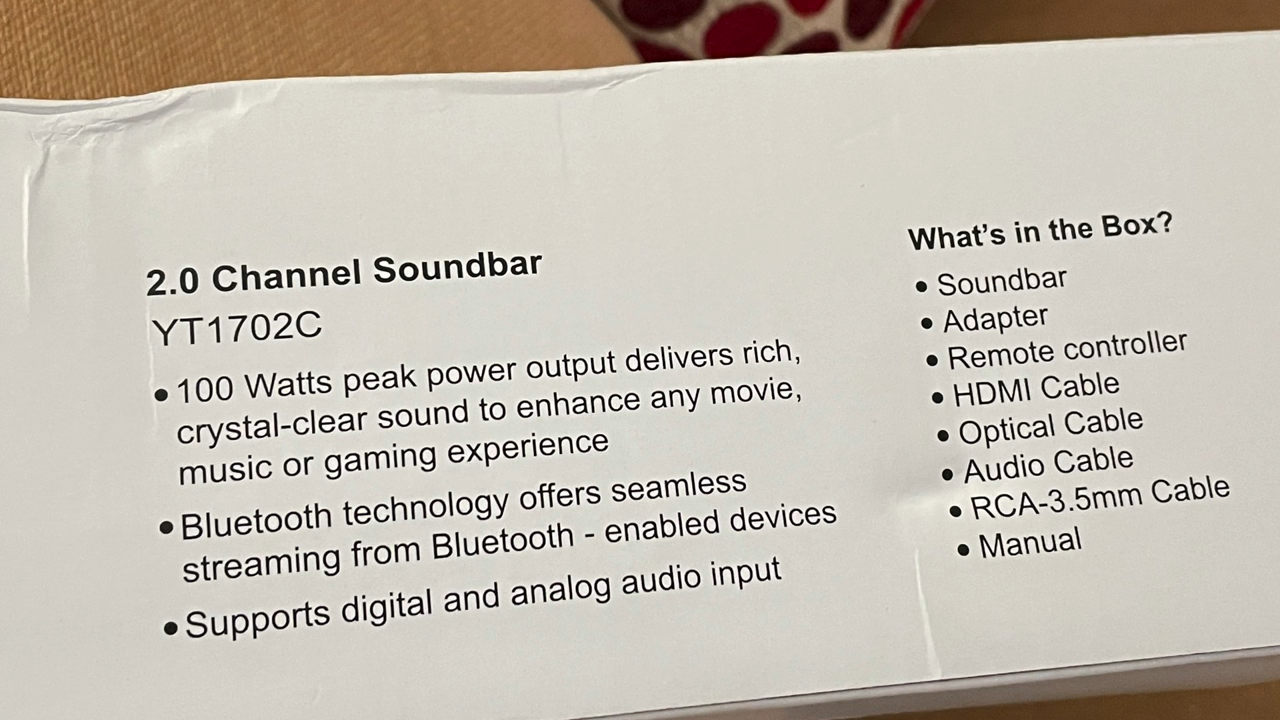 2.0 Channel Soundbar
YT1702C
• 100 Watts peak power output delivers rich,
crystal-clear sound to enhance any movie,
music or gaming experience
• Bluetooth technology offers seamless
streaming from Bluetooth - enabled devices
• Supports digital and analog audio input
What's in the Box?
• Soundbar
• Adapter
• Remote controller
• HDMI Cable
• Optical Cable
• Audio Cable
• RCA-3.5mm Cable
• Manual